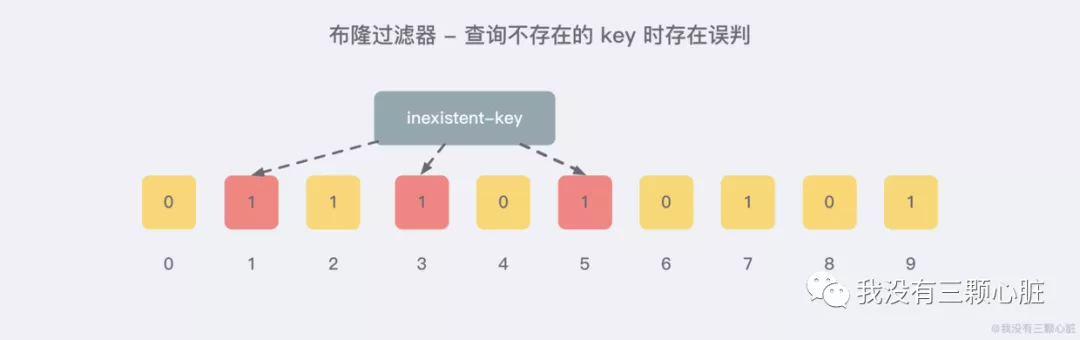 布隆过滤器 - 查询不存在的 key 时存在误判
inexistent-key
0 1 1 1 0 1 0 1 0 1
0 1 2 3 4 5 6 7 8 9
我没有三颗心脏
@我没有三颗心脏